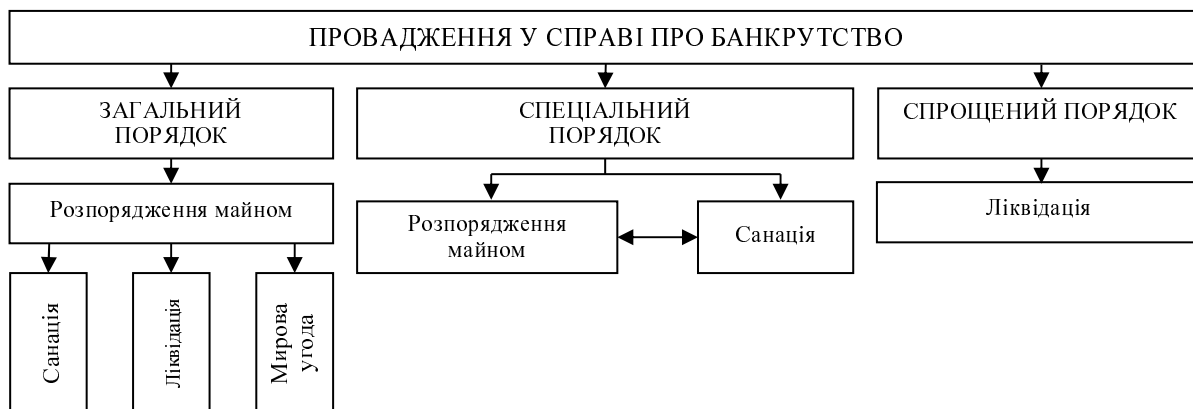 ПРОВАДЖЕННЯ У СПРАВІ ПРО БАНКРУТСТВО
ЗАГАЛЬНИЙ
ПОРЯДОК
СПЕЦІАЛЬНИЙ
ПОРЯДОК
СПРОЩЕНИЙ ПОРЯДОК
Розпорядження майном
Розпорядження
майном
Санація
Ліквідація
Санація
Ліквідація
Мирова
угода